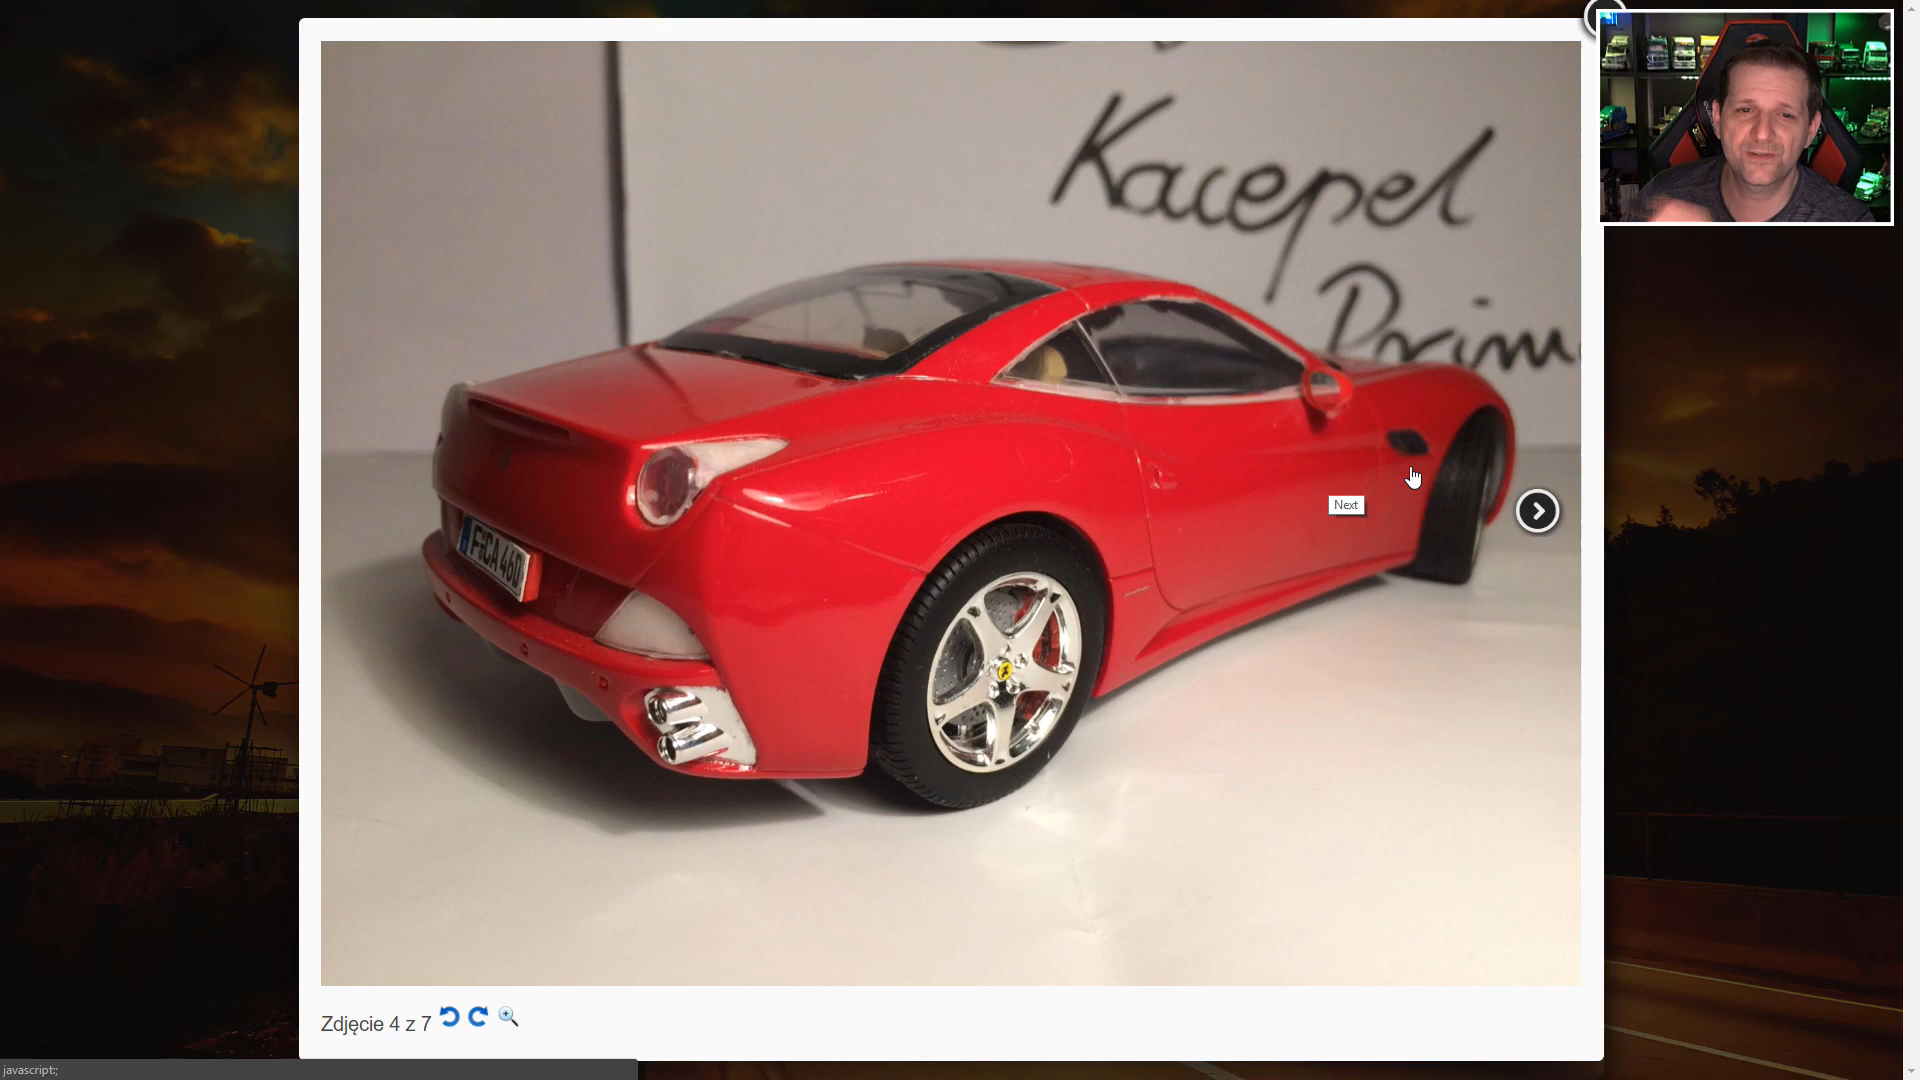 Kacepel
F:CA 460
Next
Zdjęcie 4 z 7
javascript:;